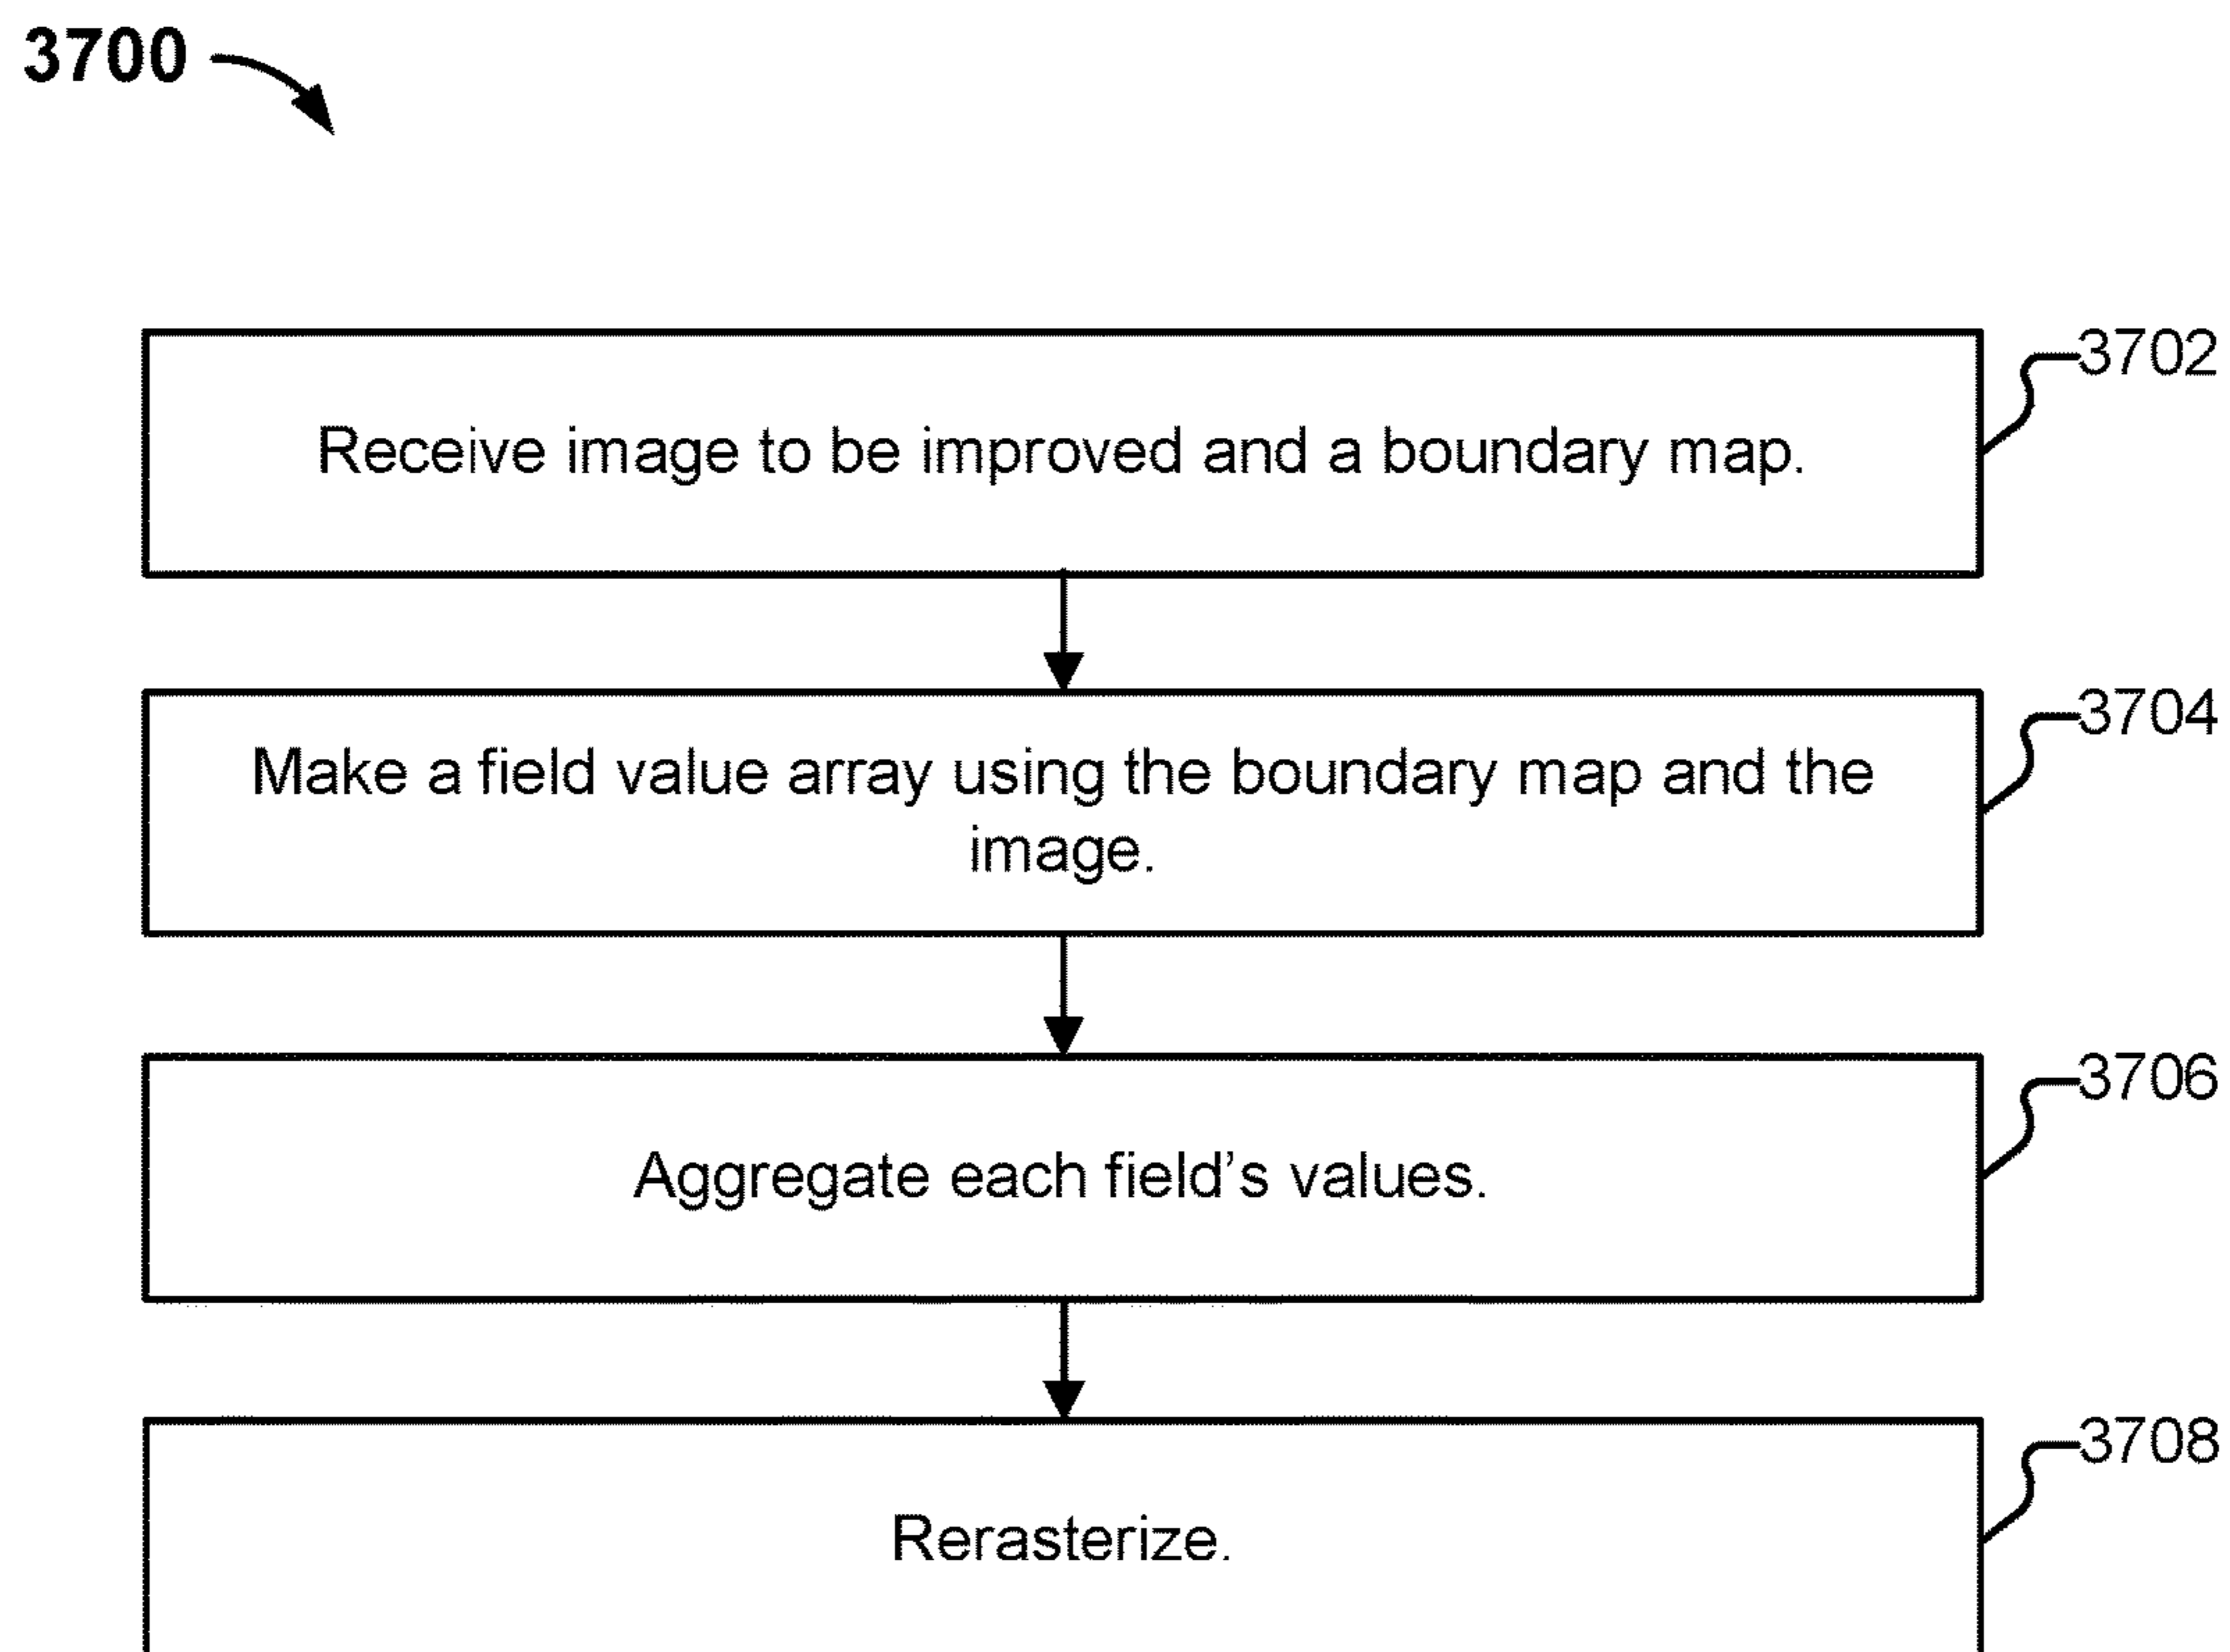 3700
3702
Receive image to be improved and a boundary map.
3704
Make a field value array using the boundary map and the
image.
3706
Aggregate each field's values.
3708
Rerasterize.